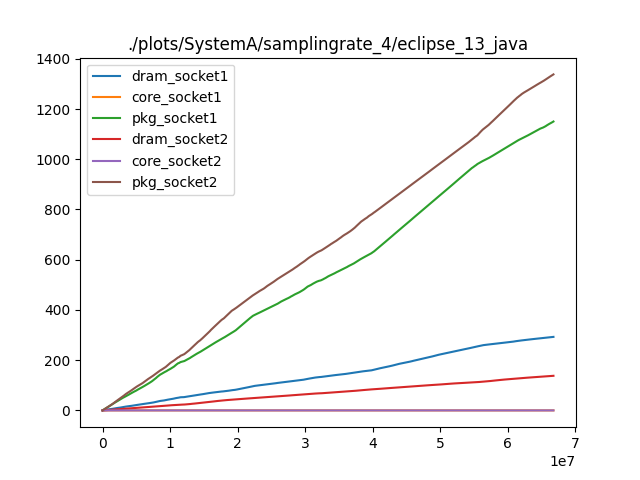 ./plots/SystemA/samplingrate_4/eclipse_13_java
1400
1200
1000
800
600
400
200
0
dram_socket1
core_socket1
pkg_socket1
dram_socket2
core_socket2
pkg_socket2
0 1 2 3 4 5 6 7
1e7